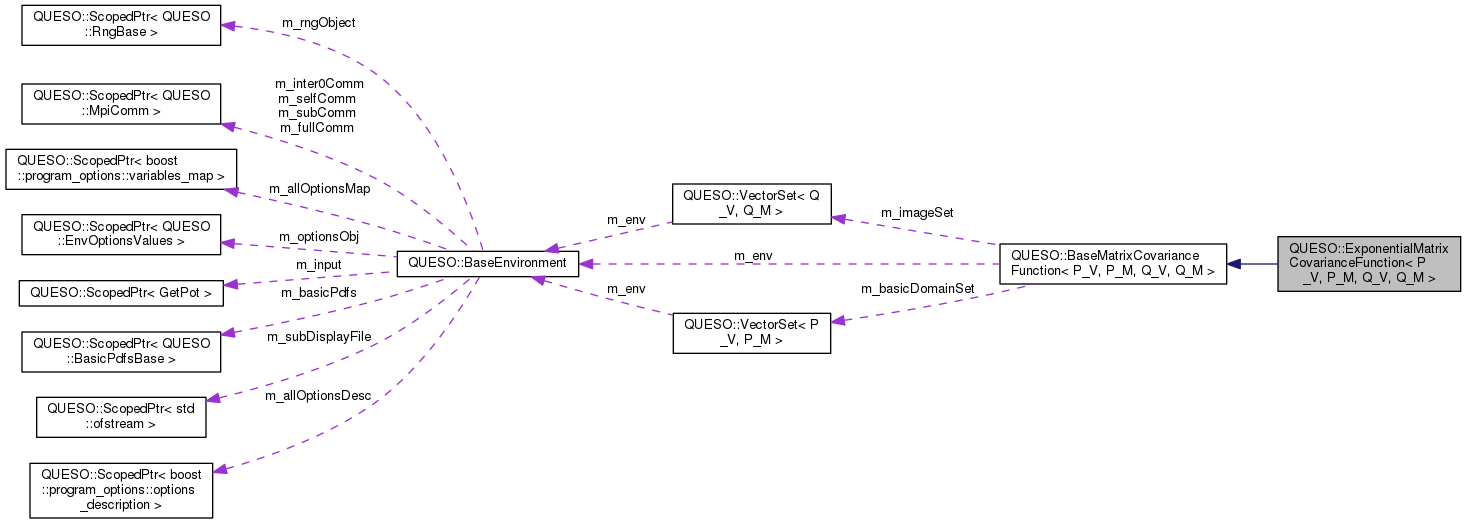 QUESO::ScopedPtr< QUESO
::RngBase >
m_rngObject
QUESO::ScopedPtr< QUESO
::MpiComm >
m_inter0Comm
m_selfComm
m_subComm
m_fullComm
QUESO::ScopedPtr< boost
::program_options::variables_map >
m_allOptionsMap
QUESO::ScopedPtr< QUESO
::EnvOptionsValues >
m_optionsObj
QUESO::ScopedPtr< GetPot >
m_input
QUESO::ScopedPtr< QUESO
::BasicPdfsBase >
m_basicPdfs
QUESO::ScopedPtr< std
::ofstream >
m_subDisplayFile
QUESO::ScopedPtr< boost
::program_options::options
_description >
m_allOptionsDesc
QUESO::BaseEnvironment
m_env
m_env
m_env
QUESO::VectorSet< Q
_V, Q_M >
QUESO::VectorSet< P
_V, P_M >
m_imageSet
m_basicDomainSet
QUESO::BaseMatrixCovariance
Function< P_V, P_M, Q_V, Q_M >
QUESO::ExponentialMatrix
CovarianceFunction< P
_V, P_M, Q_V, Q_M >